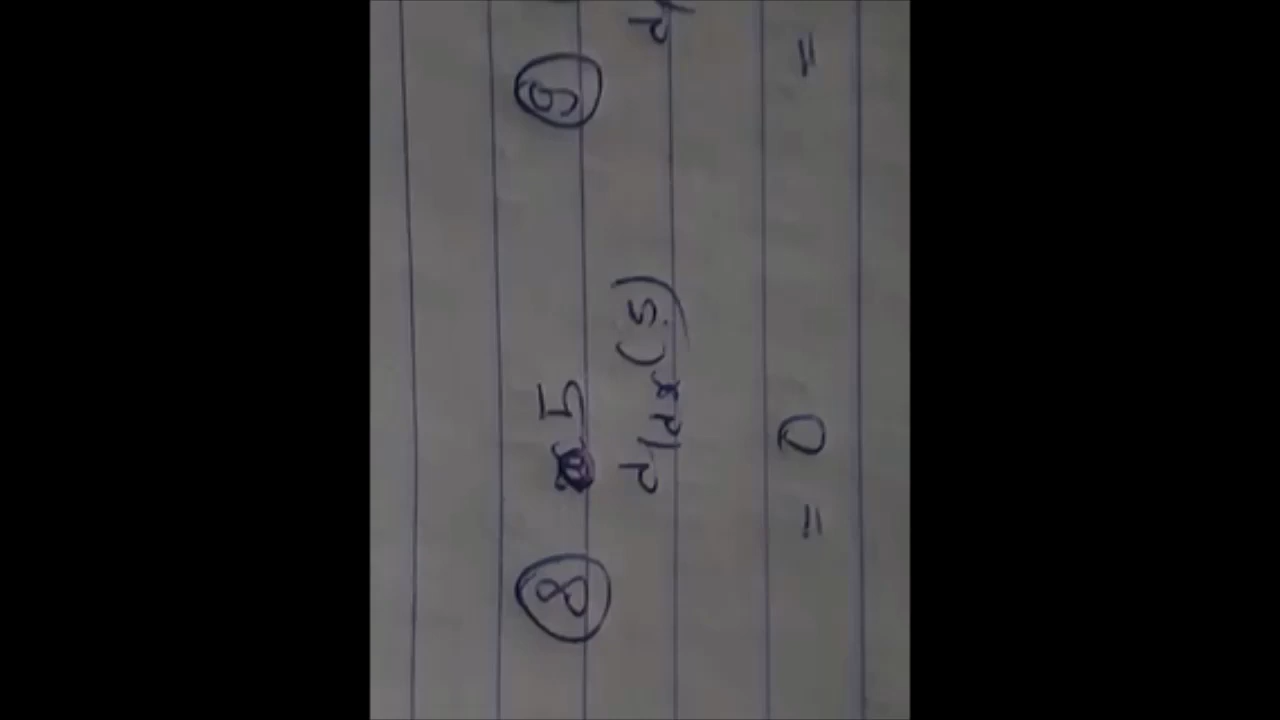 8 5 9
d/dx (5) d/
= 0 =